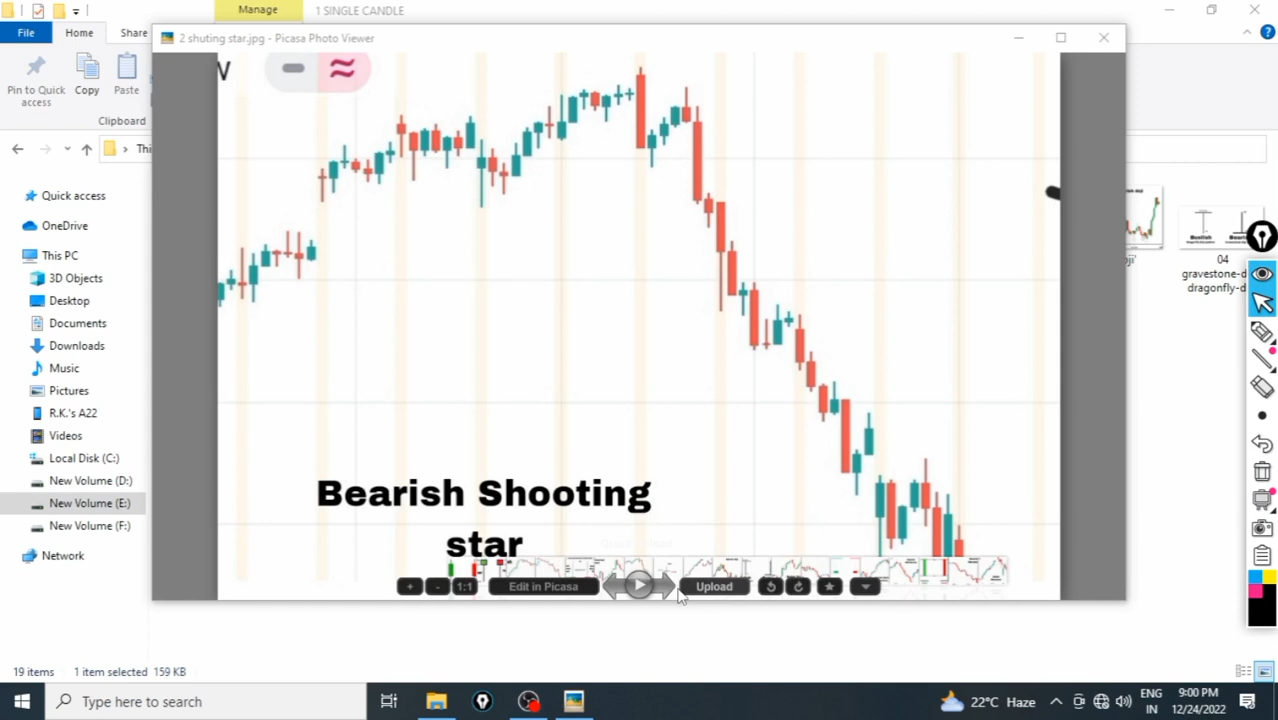 Manage
1 SINGLE CANDLE
File
Home
Share
2 shuting star.jpg - Picasa Photo Viewer
Pin to Quick
access
Copy
Paste
Clipboard
Quick access
OneDrive
This PC
3D Objects
Desktop
Documents
Downloads
Music
Pictures
R.K.'s A22
Videos
Local Disk (C:)
New Volume (D:)
New Volume (E:)
New Volume (F:)
Network
Bearish Shooting
star
+
-
1:1
Edit in Picasa
Upload
04
gravestone-d
dragonfly-d
19 items
1 item selected 159 KB
Type here to search
22°C Haze
ENG
IN
9:00 PM
12/24/2022